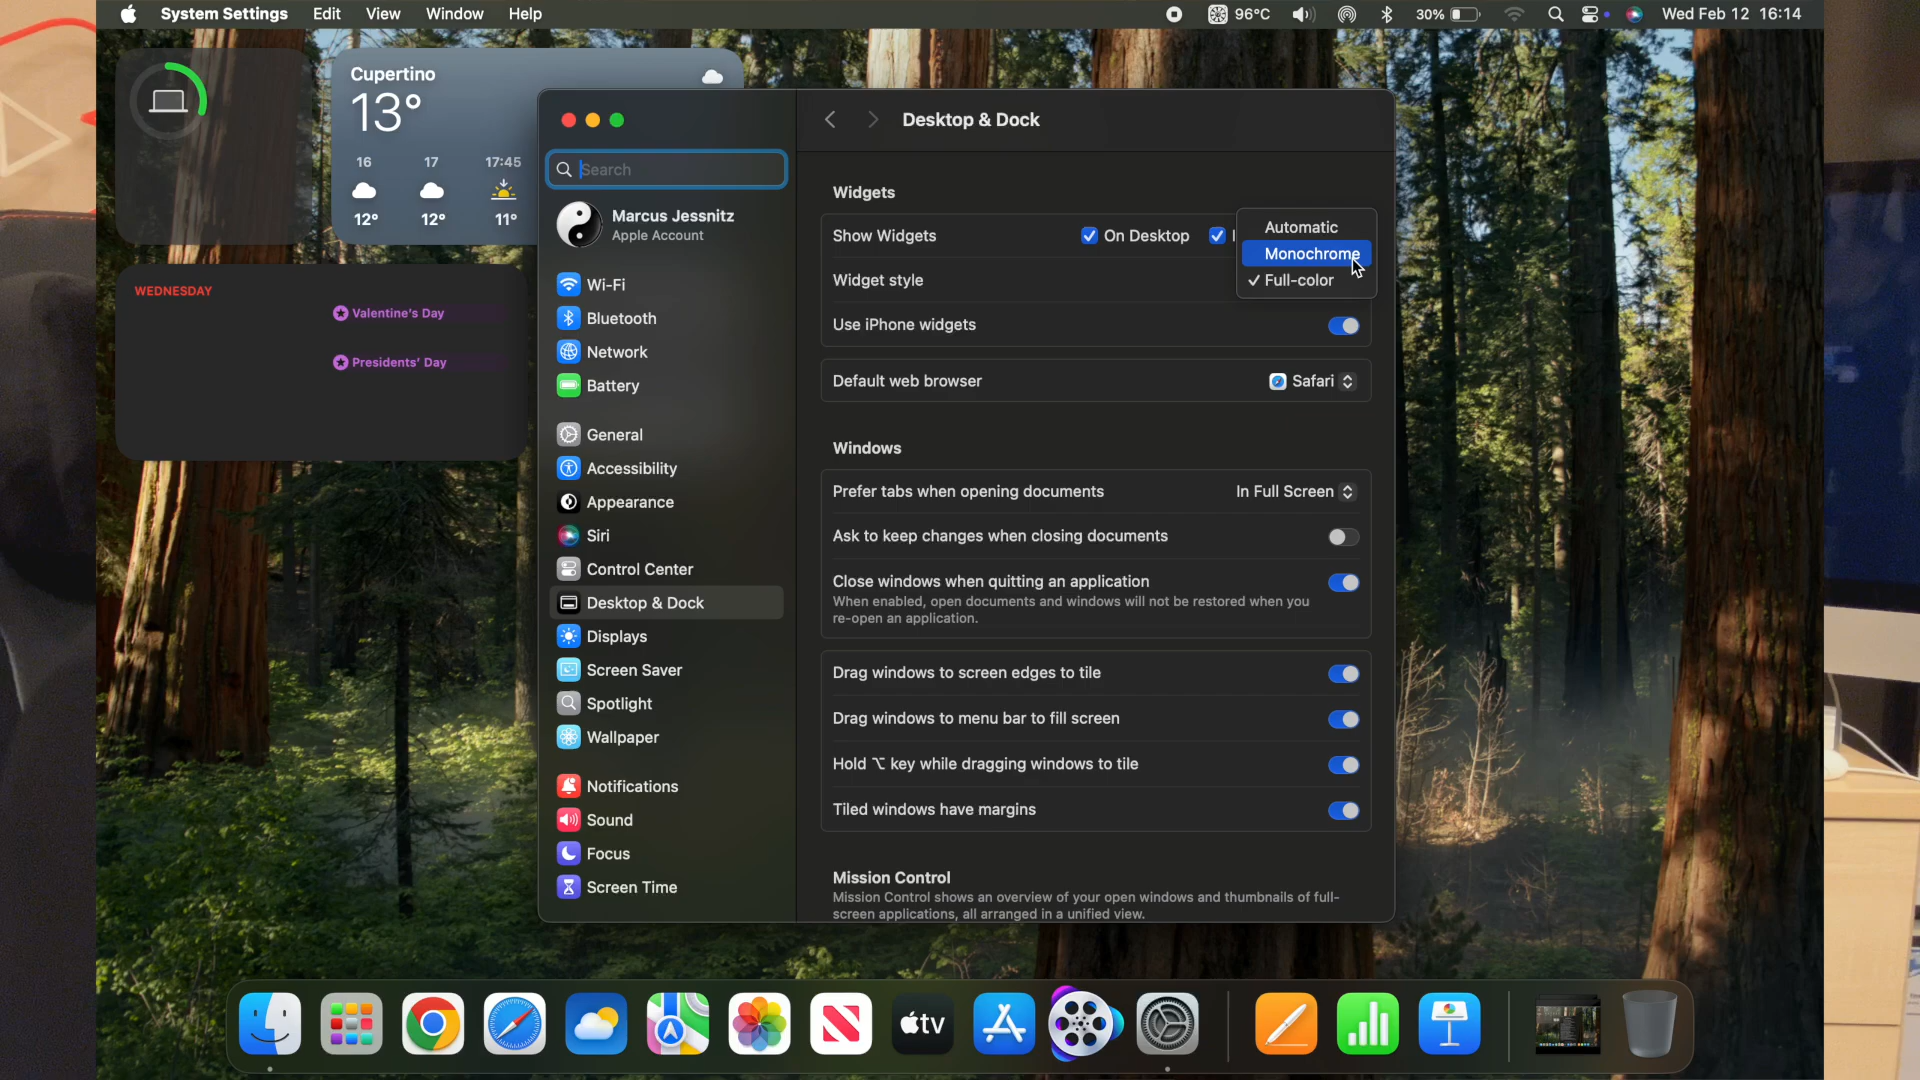 System Settings Edit View Window Help
96°C 30% Wed Feb 12 16:14
Cupertino
13°
16 17 17:45
12° 12° 11°
WEDNESDAY
Valentine's Day
Presidents' Day
Search
Marcus Jessnitz
Apple Account
Wi-Fi
Bluetooth
Network
Battery
General
Accessibility
Appearance
Siri
Control Center
Desktop & Dock
Displays
Screen Saver
Spotlight
Wallpaper
Notifications
Sound
Focus
Screen Time
Desktop & Dock
Widgets
Show Widgets On Desktop
Automatic
Monochrome
Full-color
Widget style
Use iPhone widgets
Default web browser Safari
Windows
Prefer tabs when opening documents In Full Screen
Ask to keep changes when closing documents
Close windows when quitting an application
When enabled, open documents and windows will not be restored when you
re-open an application.
Drag windows to screen edges to tile
Drag windows to menu bar to fill screen
Hold ⌥ key while dragging windows to tile
Tiled windows have margins
Mission Control
Mission Control shows an overview of your open windows and thumbnails of full-
screen applications, all arranged in a unified view.
tv